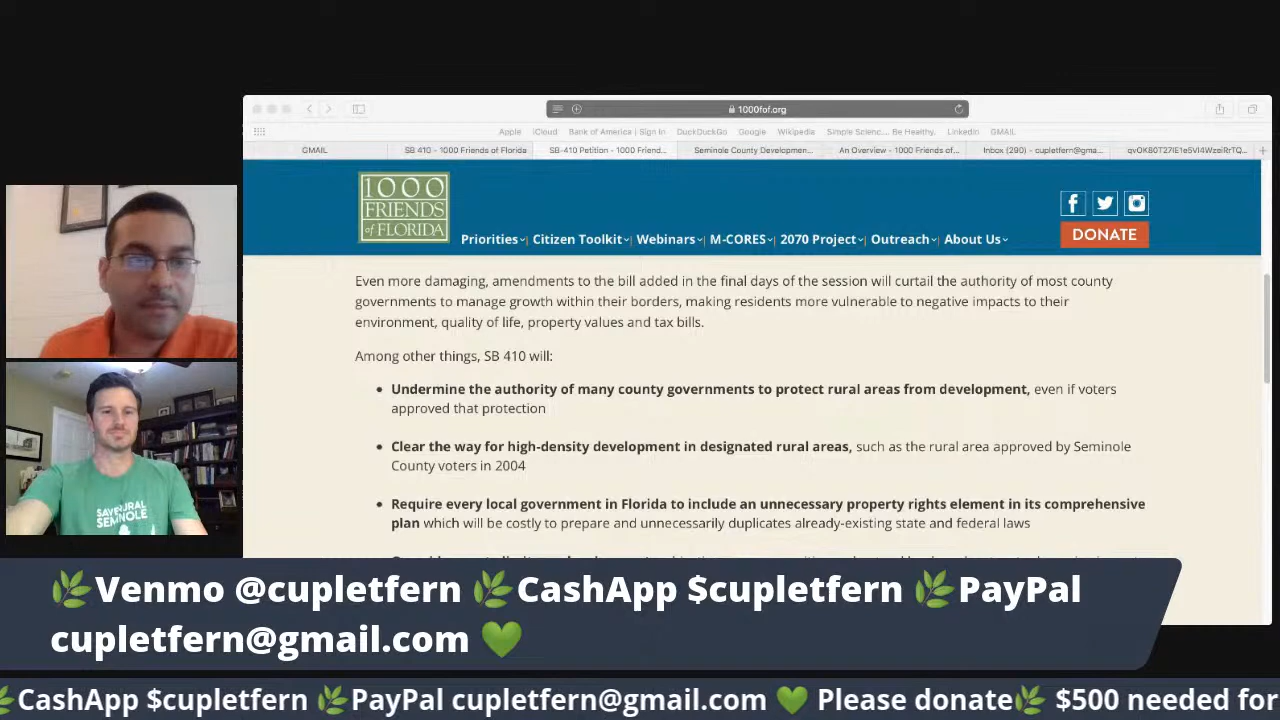 1000fof.org
Apple iCloud Bank of America | Sign In DuckDuckGo Google Wikipedia Simple Scienc... Be Healthy. LinkedIn GMAIL
GMAIL SB 410 - 1000 Friends of Florida SB-410 Petition - 1000 Friend... Seminole County Developmen... An Overview - 1000 Friends of... Inbox (290) - cupletfern@gma...
1000
FRIENDS
of FLORIDA
DONATE
Priorities Citizen Toolkit Webinars M-CORES 2070 Project Outreach About Us
Even more damaging, amendments to the bill added in the final days of the session will curtail the authority of most county
governments to manage growth within their borders, making residents more vulnerable to negative impacts to their
environment, quality of life, property values and tax bills.
Among other things, SB 410 will:
• Undermine the authority of many county governments to protect rural areas from development, even if voters
approved that protection
• Clear the way for high-density development in designated rural areas, such as the rural area approved by Seminole
County voters in 2004
• Require every local government in Florida to include an unnecessary property rights element in its comprehensive
plan which will be costly to prepare and unnecessarily duplicates already-existing state and federal laws
SAVE RURAL
SEMINOLE
🌿Venmo @cupletfern 🌿CashApp $cupletfern 🌿PayPal
cupletfern@gmail.com 💚
🌿CashApp $cupletfern 🌿PayPal cupletfern@gmail.com 💚 Please donate🌿 $500 needed for